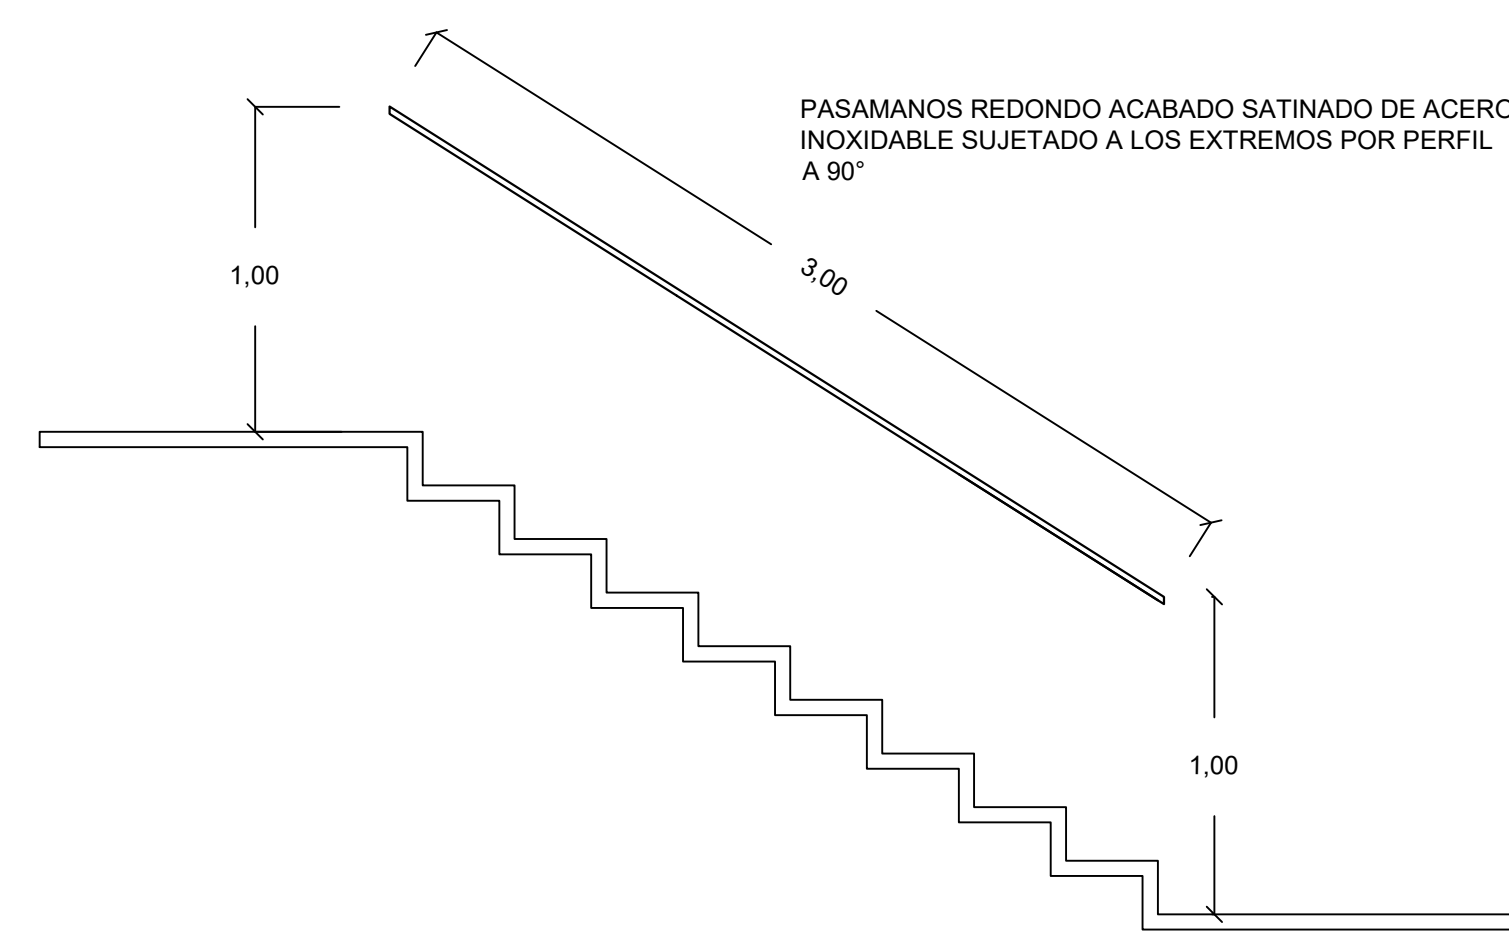 PASAMANOS REDONDO ACABADO SATINADO DE ACERO
INOXIDABLE SUJETADO A LOS EXTREMOS POR PERFIL
A 90°
1,00
3,00
1,00